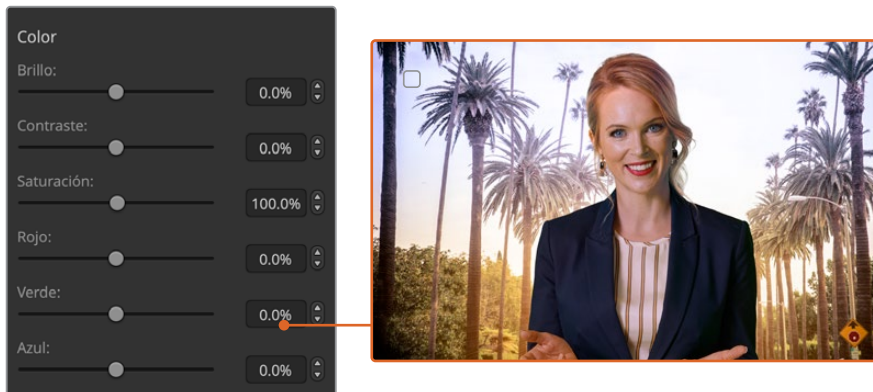 Color
Brillo:
0.0%
Contraste:
0.0%
Saturación:
100.0%
Rojo:
0.0%
Verde:
0.0%
Azul:
0.0%